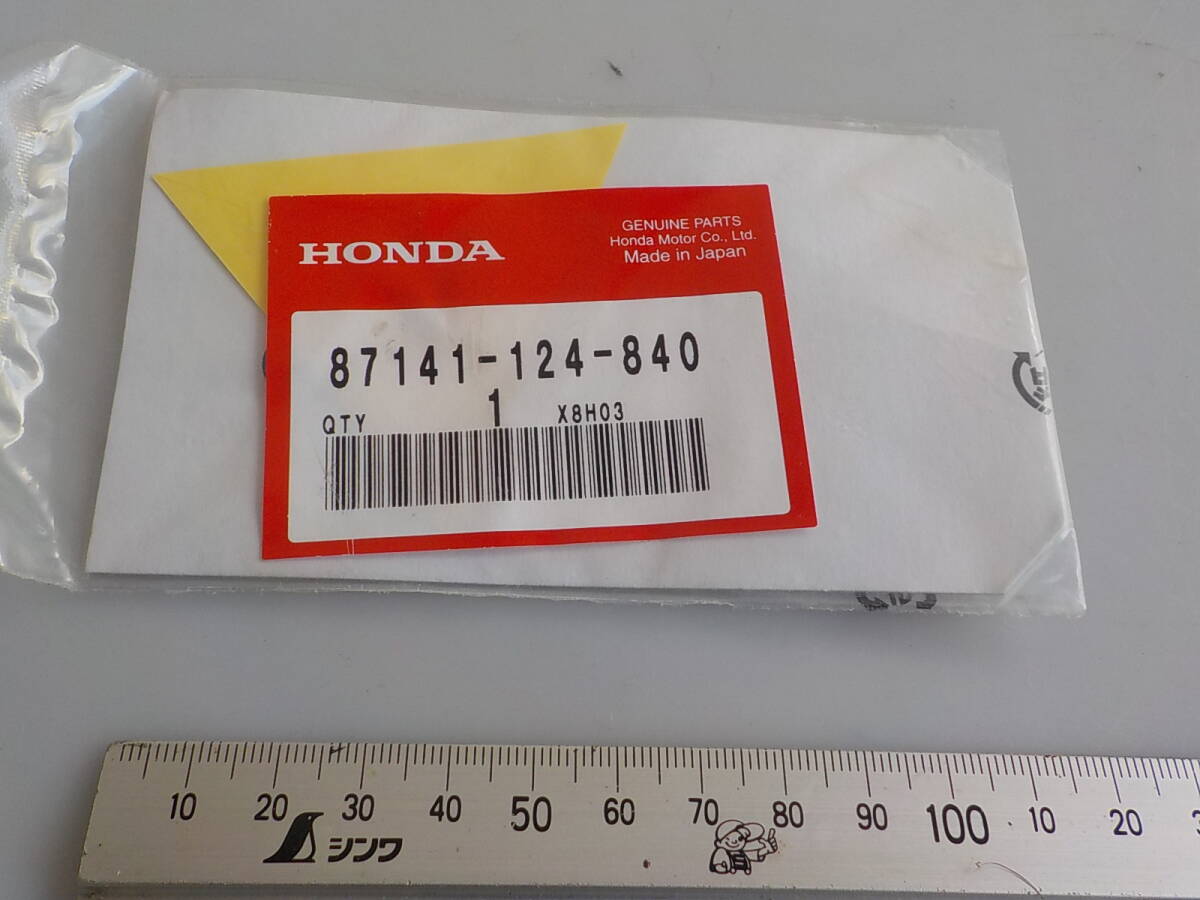 HONDA
GENUINE PARTS
Honda Motor Co., Ltd.
Made in Japan
87141-124-840
QTY 1 X8H03
10 20 30 40 50 60 70 80 90 100 10 20
シンワ